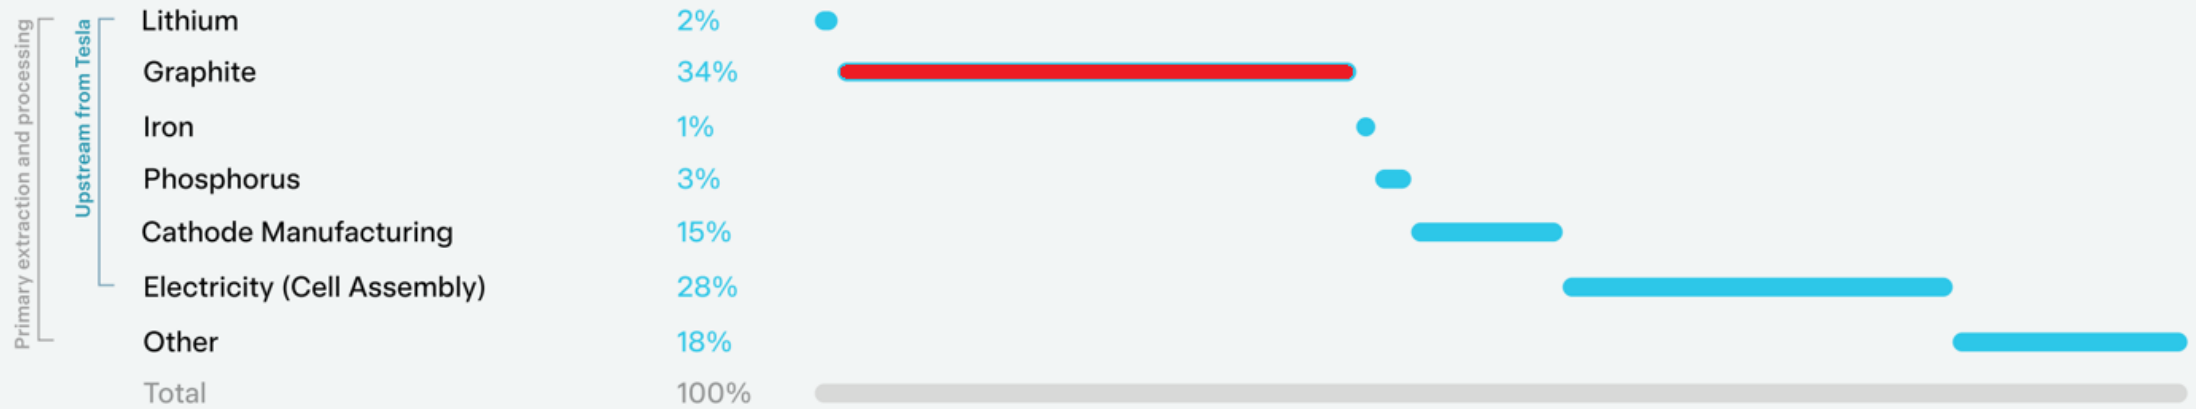 Primary extraction and processing
Upstream from Tesla
Lithium 2%
Graphite 34%
Iron 1%
Phosphorus 3%
Cathode Manufacturing 15%
Electricity (Cell Assembly) 28%
Other 18%
Total 100%